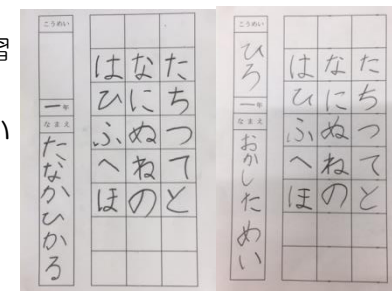 習
い
たちつてと
なにぬねの
はひふへほ
こうめい
一年
なまえ
たなかひかる
たちつてと
なにぬねの
はひふへほ
こうめい
ひろ
一年
なまえ
おかしためい